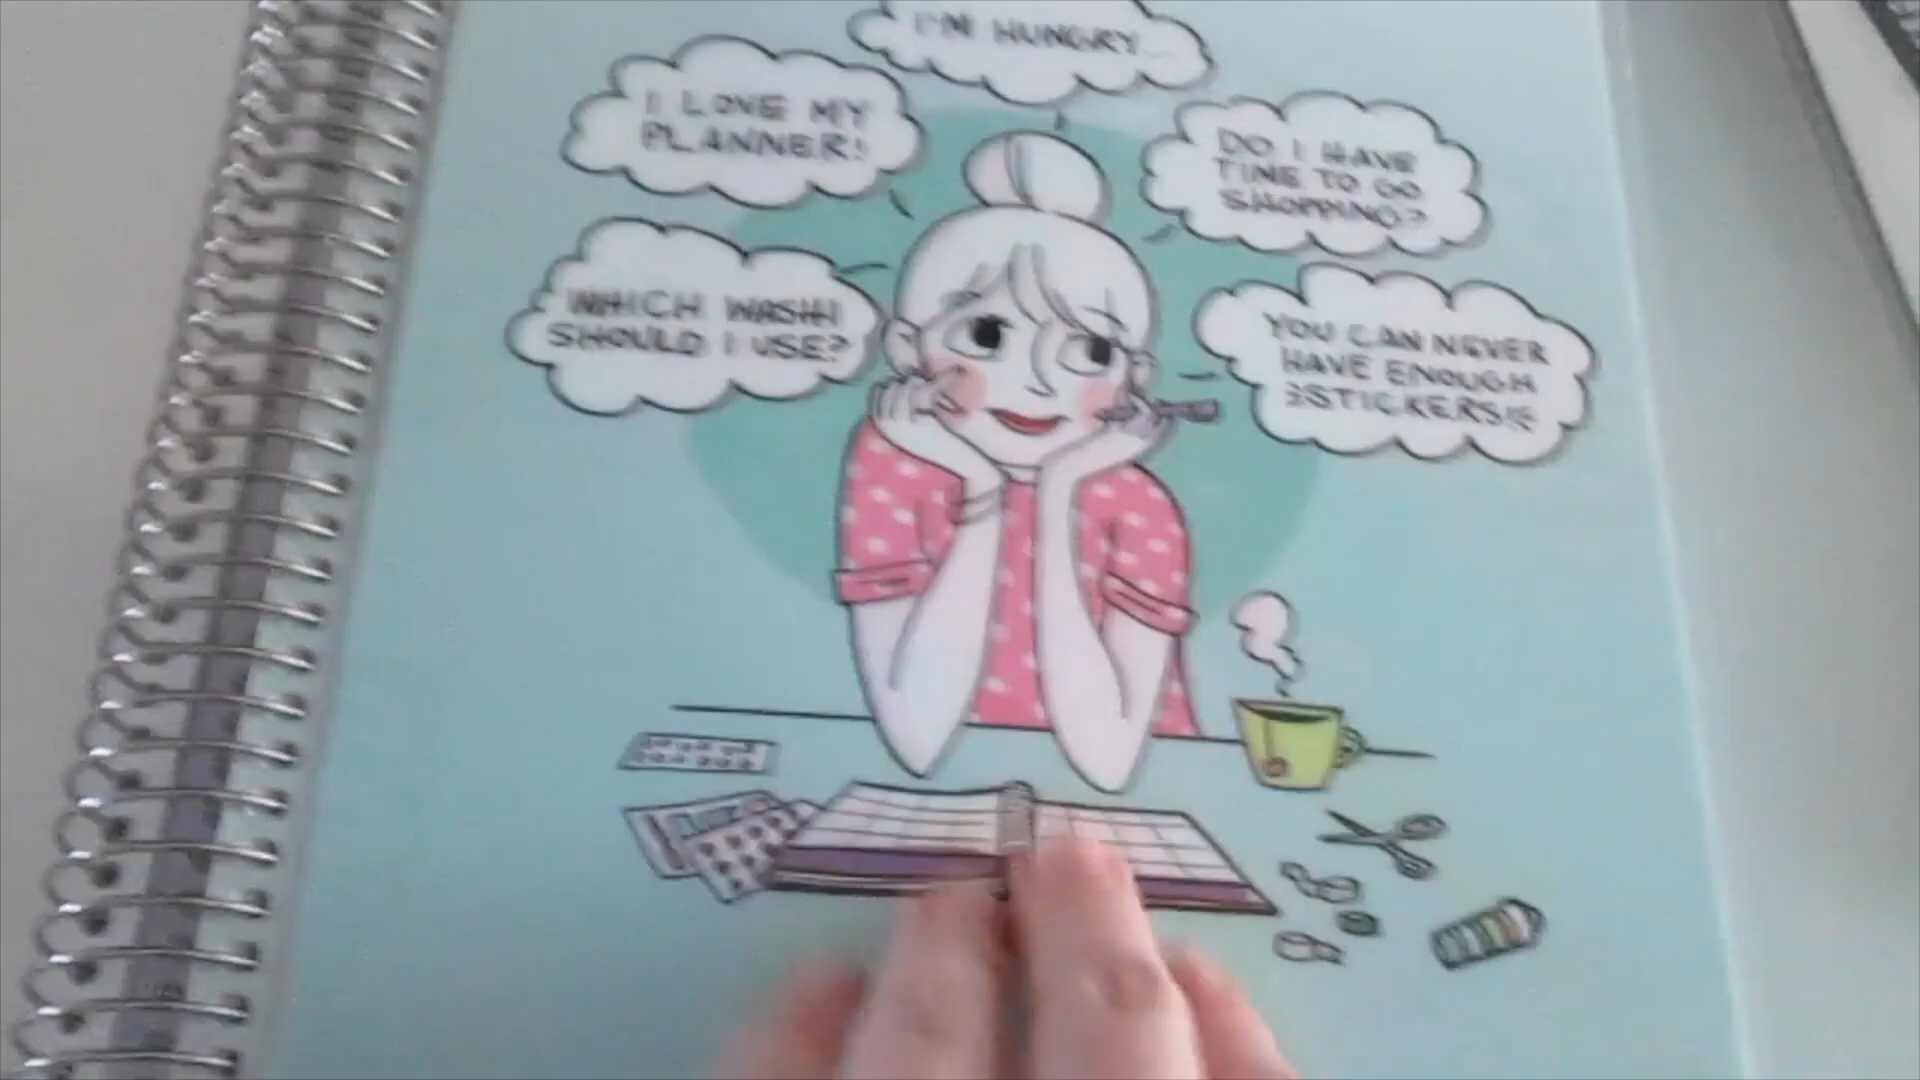 I'M HUNGRY...
I LOVE MY
PLANNER!
DO I HAVE
TIME TO GO
SHOPPING?
WHICH WASHI
SHOULD I USE?
YOU CAN NEVER
HAVE ENOUGH
STICKERS!